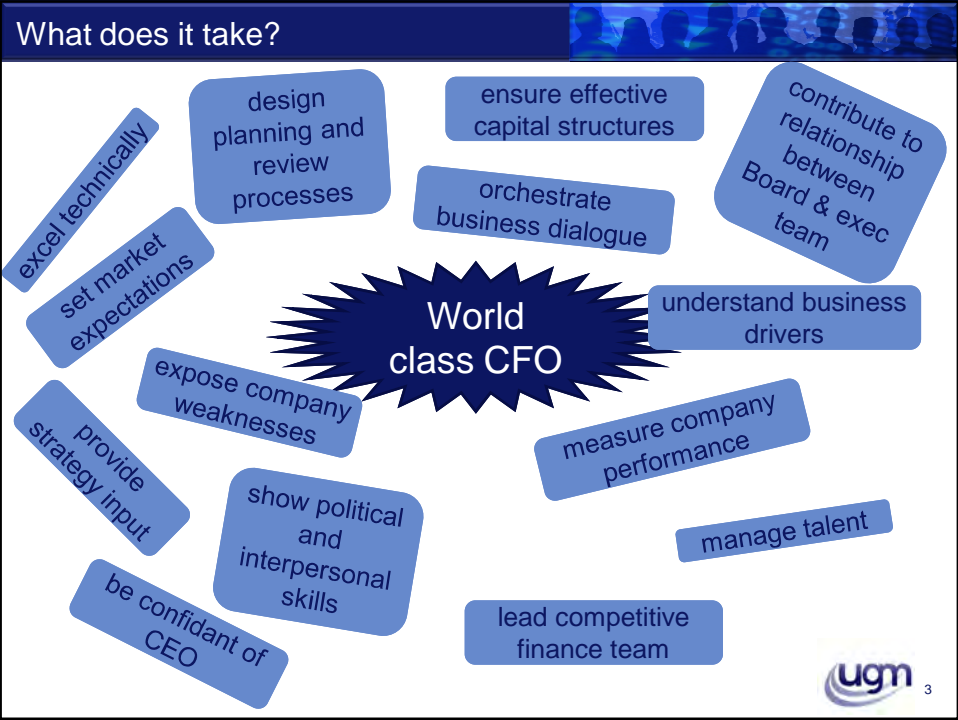 What does it take?
design
planning and
review
processes
ensure effective
capital structures
contribute to
relationship
between
Board & exec
team
excel technically
orchestrate
business dialogue
set market
expectations
World
class CFO
understand business
drivers
expose company
weaknesses
measure company
performance
provide
strategy input
show political
and
interpersonal
skills
manage talent
be confidant of
CEO
lead competitive
finance team
ugm
3